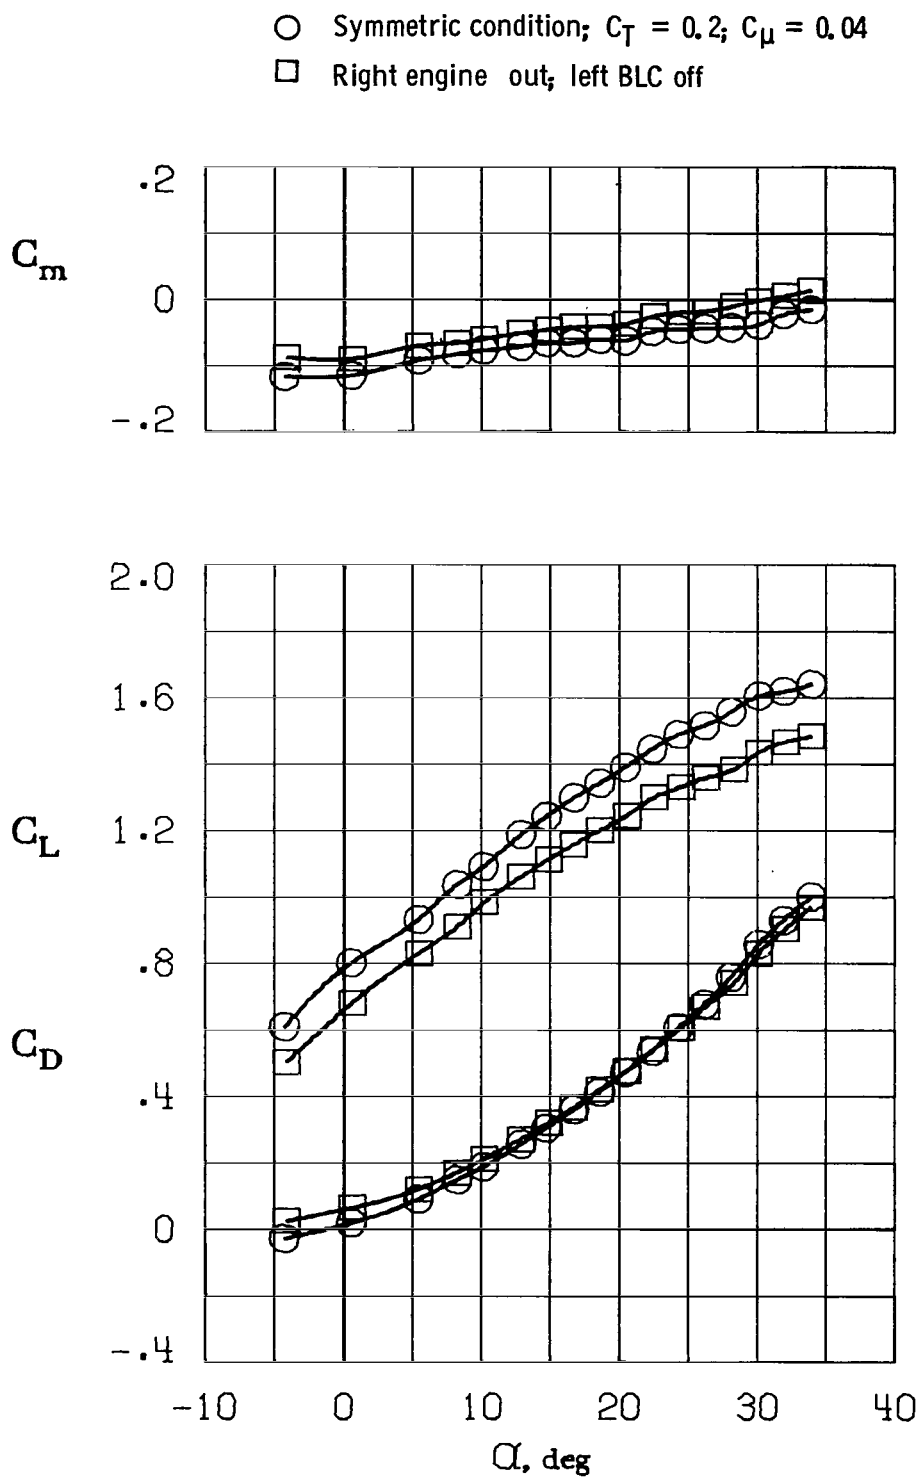 Symmetric condition; C_T = 0.2; C_μ = 0.04
Right engine out; left BLC off
.2
C_m
0
-.2
2.0
1.6
C_L
1.2
.8
C_D
.4
0
-.4
-10 0 10 20 30 40
α, deg